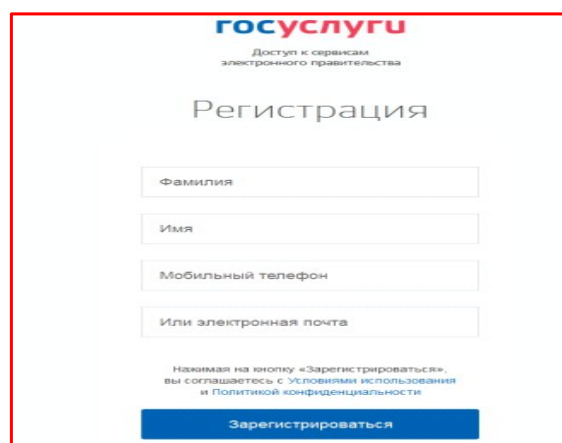 госуслуги
Доступ к сервисам
электронного правительства
Регистрация
Фамилия
Имя
Мобильный телефон
Или электронная почта
Нажимая на кнопку «Зарегистрироваться»,
вы соглашаетесь с Условиями использования
и Политикой конфиденциальности
Зарегистрироваться